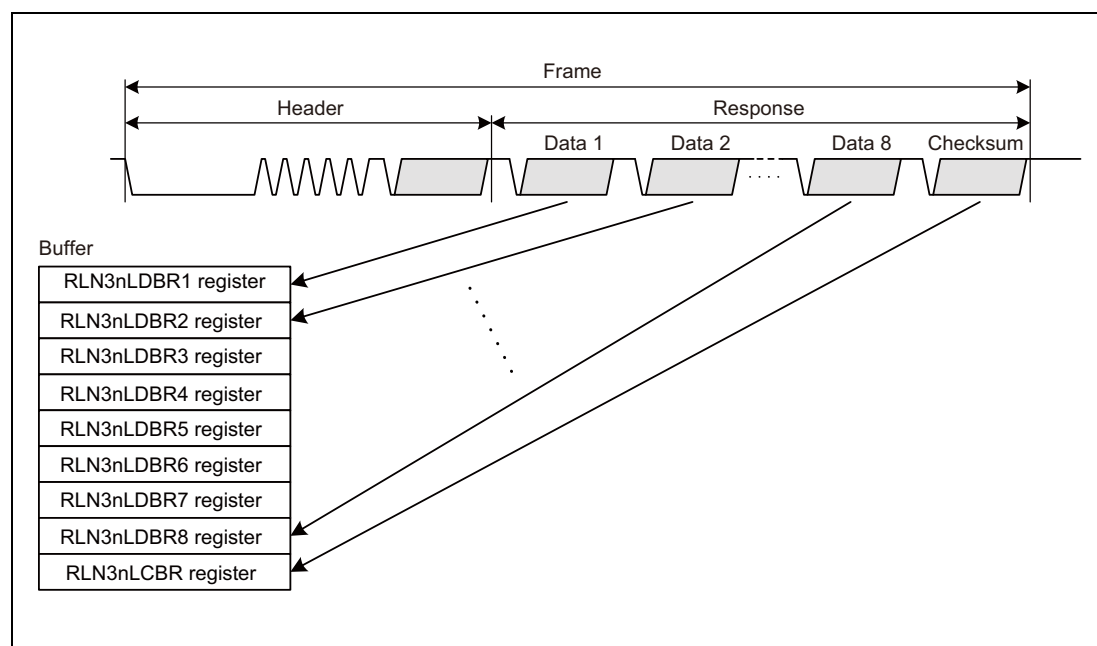 Frame
Header Response
Data 1 Data 2 Data 8 Checksum
Buffer
RLN3nLDBR1 register
RLN3nLDBR2 register
RLN3nLDBR3 register
RLN3nLDBR4 register
RLN3nLDBR5 register
RLN3nLDBR6 register
RLN3nLDBR7 register
RLN3nLDBR8 register
RLN3nLCBR register